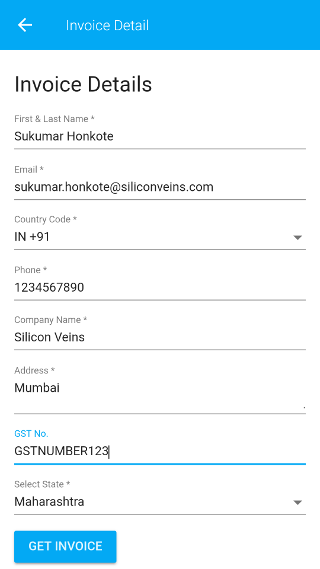 Invoice Detail
Invoice Details
First & Last Name *
Sukumar Honkote
Email *
sukumar.honkote@siliconveins.com
Country Code *
IN +91
Phone *
1234567890
Company Name *
Silicon Veins
Address *
Mumbai
GST No.
GSTNUMBER123
Select State *
Maharashtra
GET INVOICE